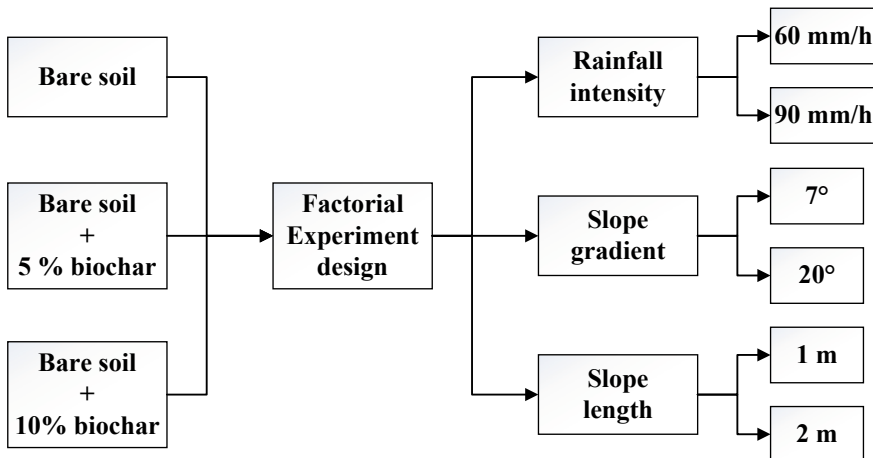 Bare soil
Bare soil
+
5 % biochar
Bare soil
+
10% biochar
Factorial
Experiment
design
Rainfall
intensity
Slope
gradient
Slope
length
60 mm/h
90 mm/h
7°
20°
1 m
2 m